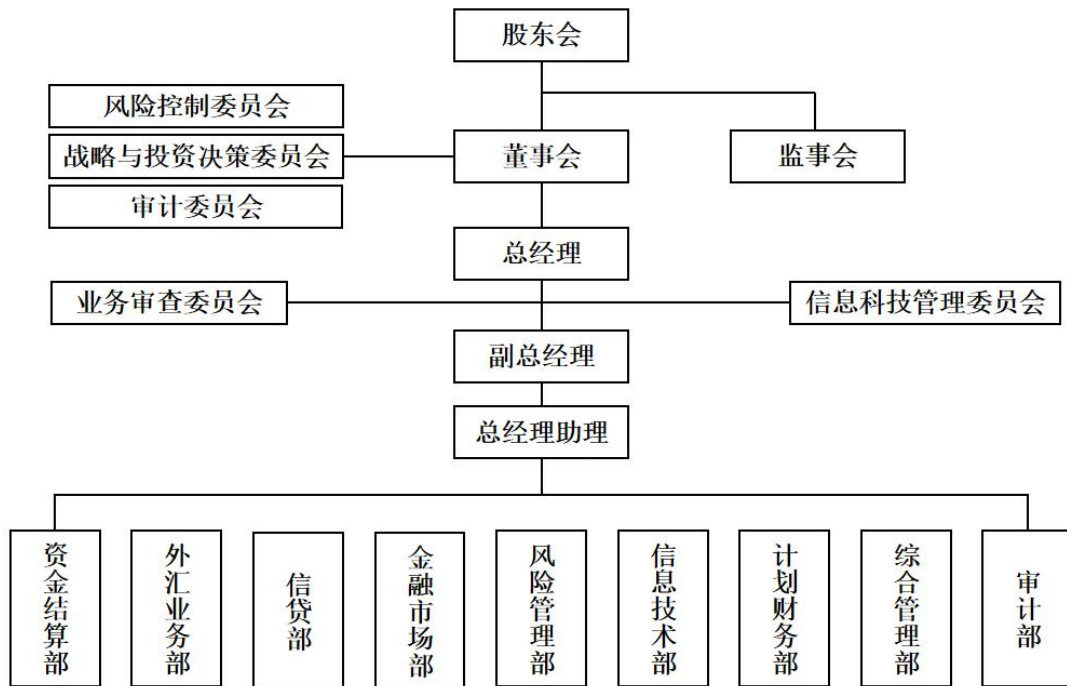 股东会
风险控制委员会
战略与投资决策委员会
董事会
监事会
审计委员会
总经理
业务审查委员会
信息科技管理委员会
副总经理
总经理助理
资金结算部
外汇业务部
信贷部
金融市场部
风险管理部
信息技术部
计划财务部
综合管理部
审计部